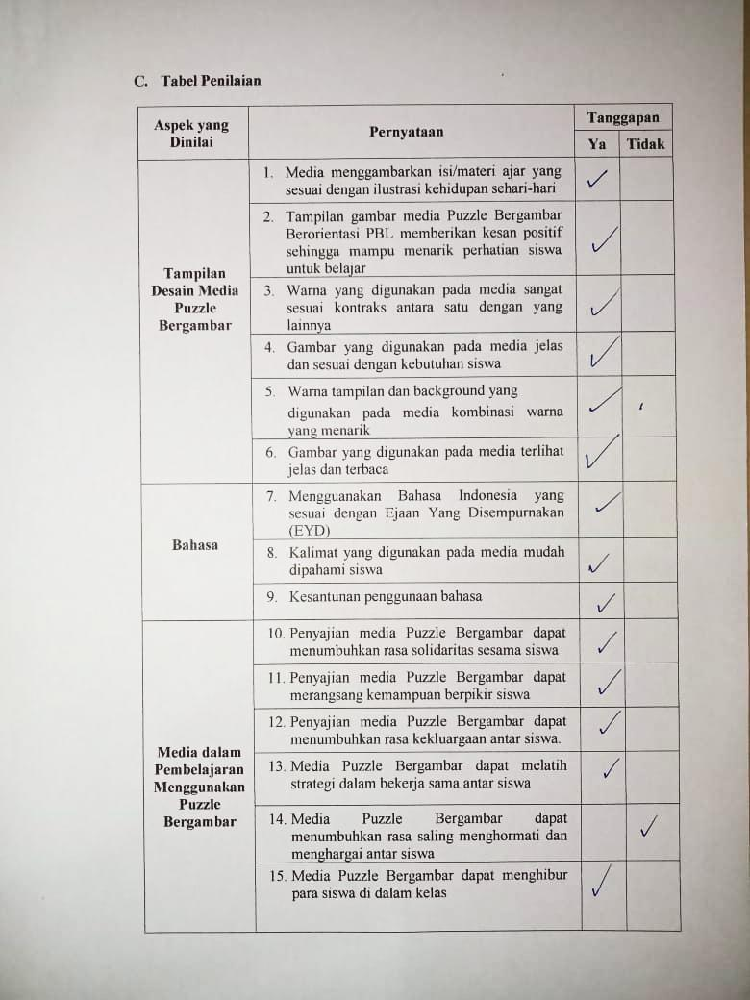 C. Tabel Penilaian
Aspek yang
Dinilai
Pernyataan
Tanggapan
Ya
Tidak
Tampilan
Desain Media
Puzzle
Bergambar
1. Media menggambarkan isi/materi ajar yang
sesuai dengan ilustrasi kehidupan sehari-hari
✓
2. Tampilan gambar media Puzzle Bergambar
Berorientasi PBL memberikan kesan positif
sehingga mampu menarik perhatian siswa
untuk belajar
✓
3. Warna yang digunakan pada media sangat
sesuai kontraks antara satu dengan yang
lainnya
✓
4. Gambar yang digunakan pada media jelas
dan sesuai dengan kebutuhan siswa
✓
5. Warna tampilan dan background yang
digunakan pada media kombinasi warna
yang menarik
✓
6. Gambar yang digunakan pada media terlihat
jelas dan terbaca
✓
Bahasa
7. Mengguanakan Bahasa Indonesia yang
sesuai dengan Ejaan Yang Disempurnakan
(EYD)
✓
8. Kalimat yang digunakan pada media mudah
dipahami siswa
✓
9. Kesantunan penggunaan bahasa
✓
Media dalam
Pembelajaran
Menggunakan
Puzzle
Bergambar
10. Penyajian media Puzzle Bergambar dapat
menumbuhkan rasa solidaritas sesama siswa
✓
11. Penyajian media Puzzle Bergambar dapat
merangsang kemampuan berpikir siswa
✓
12. Penyajian media Puzzle Bergambar dapat
menumbuhkan rasa kekluargaan antar siswa.
✓
13. Media Puzzle Bergambar dapat melatih
strategi dalam bekerja sama antar siswa
✓
14. Media Puzzle Bergambar dapat
menumbuhkan rasa saling menghormati dan
menghargai antar siswa
✓
15. Media Puzzle Bergambar dapat menghibur
para siswa di dalam kelas
✓